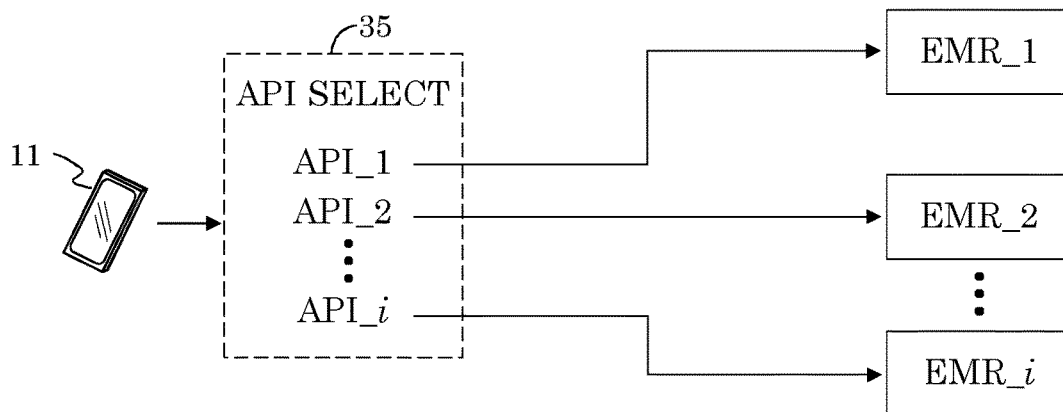 35
API SELECT
EMR_1
11
API_1
API_2
EMR_2
API_i
EMR_i